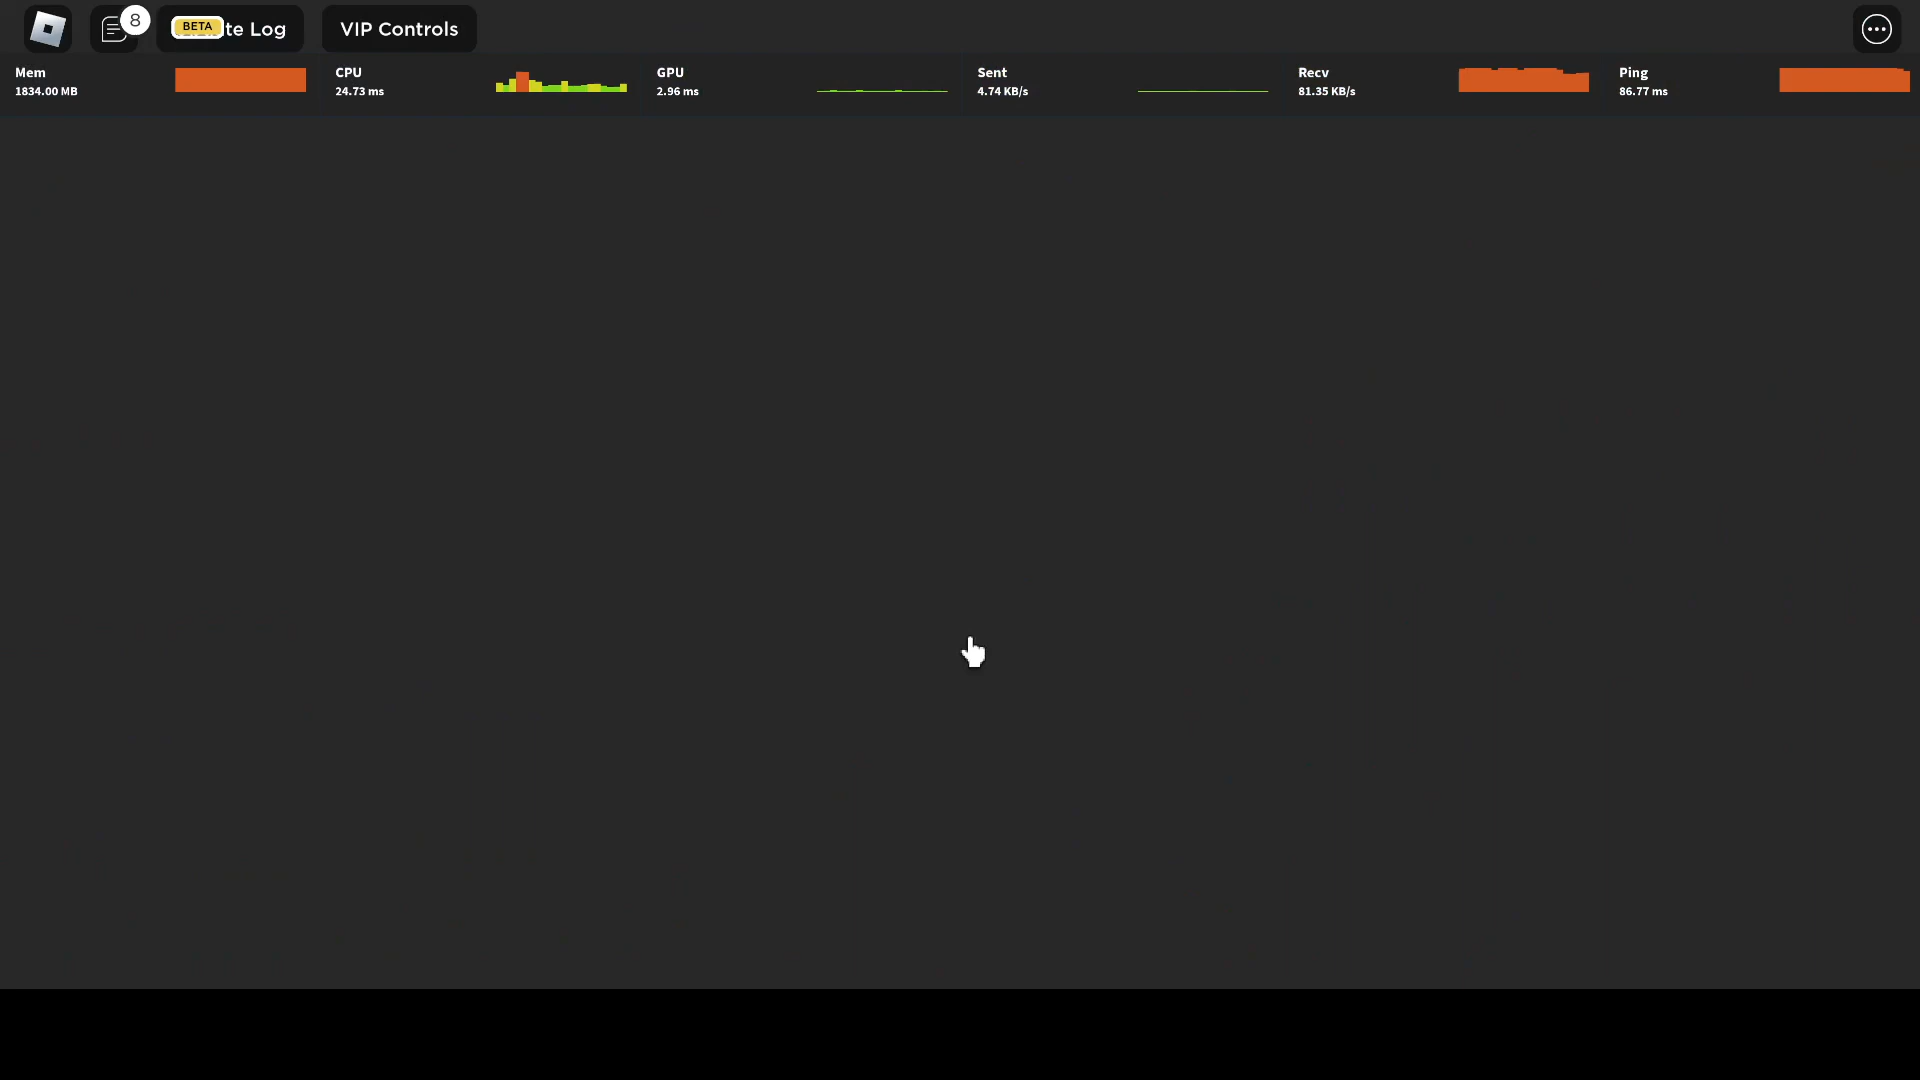 8
BETA
te Log
VIP Controls
Mem
1834.00 MB
CPU
24.73 ms
GPU
2.96 ms
Sent
4.74 KB/s
Recv
81.35 KB/s
Ping
86.77 ms